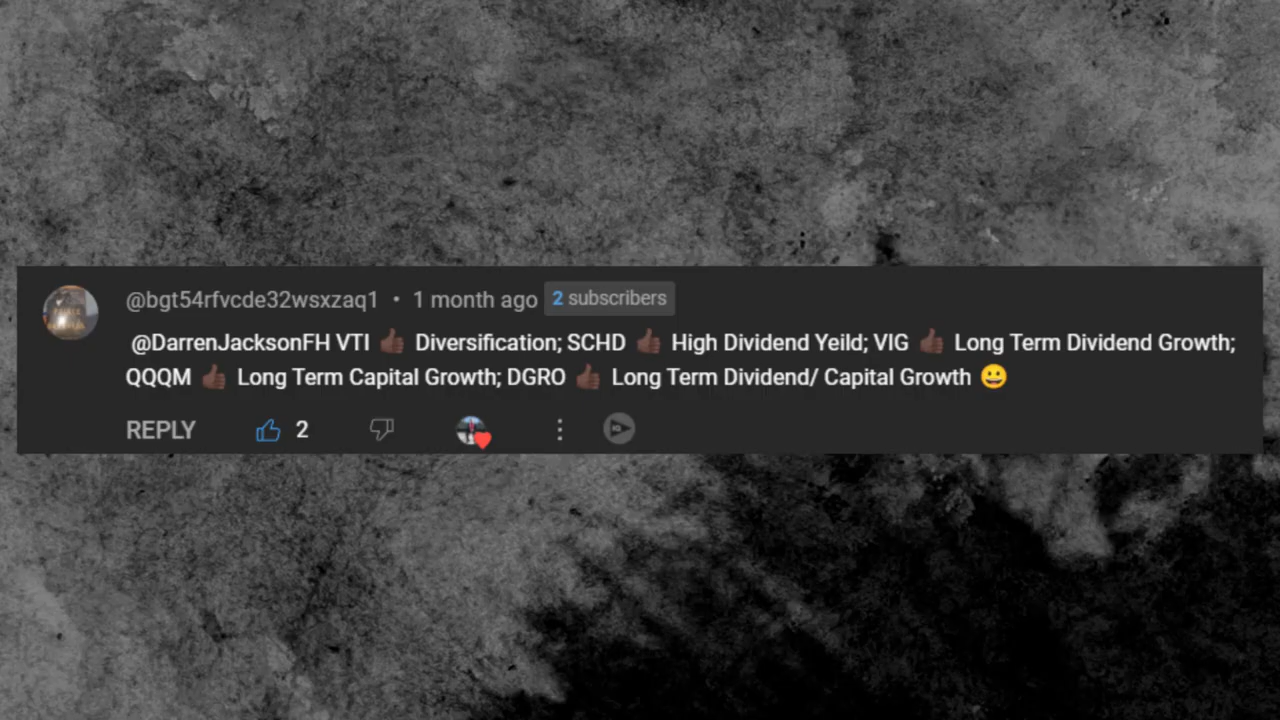 @bgt54rfvcde32wsxzaq1 • 1 month ago 2 subscribers
@DarrenJacksonFH VTI 👍🏿 Diversification; SCHD 👍🏿 High Dividend Yeild; VIG 👍🏿 Long Term Dividend Growth;
QQQM 👍🏿 Long Term Capital Growth; DGRO 👍🏿 Long Term Dividend/ Capital Growth 😀
REPLY 2